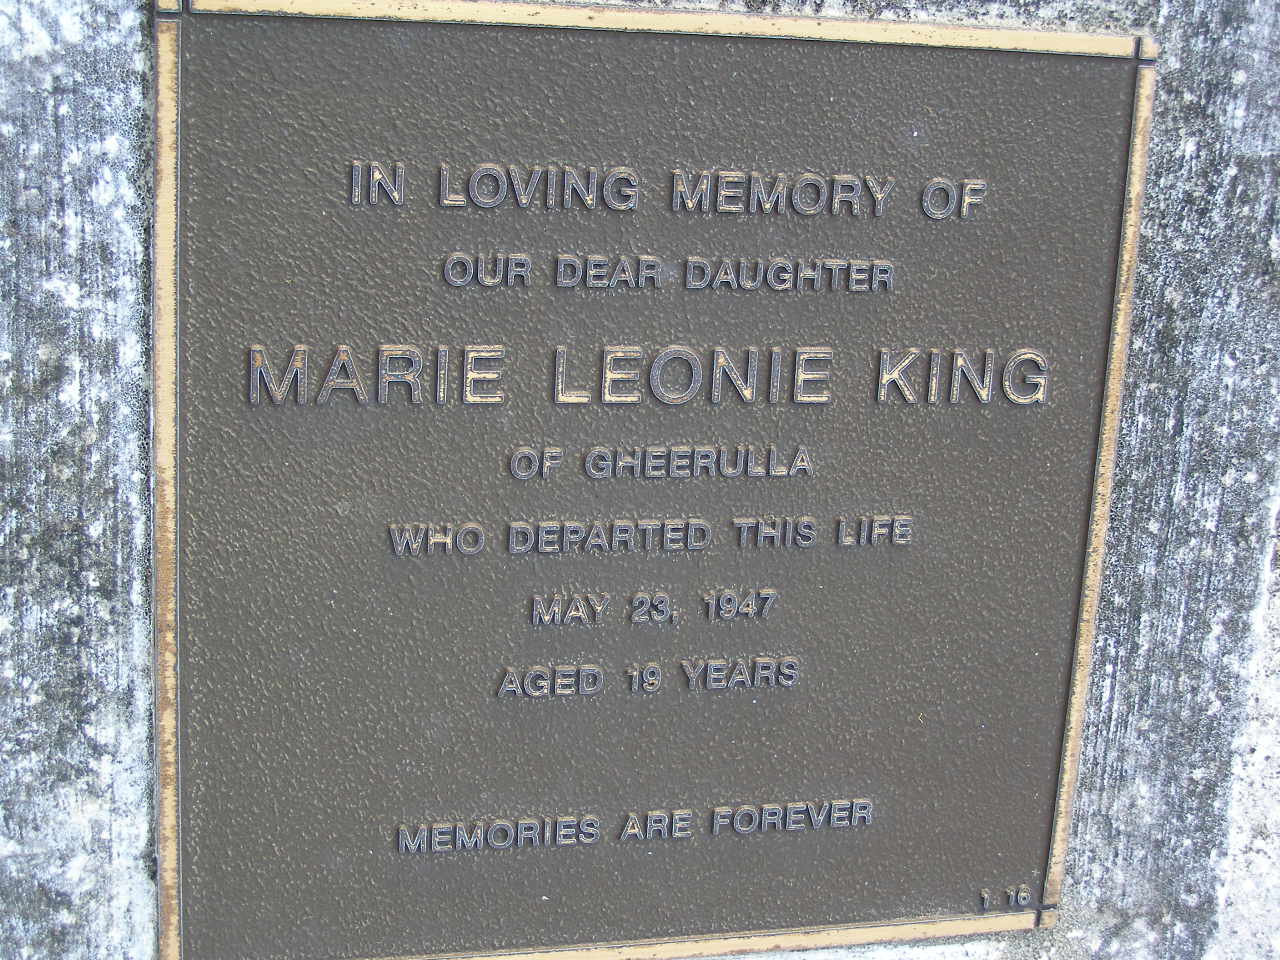 IN LOVING MEMORY OF
OUR DEAR DAUGHTER
MARIE LEONIE KING
OF GHEERULLA
WHO DEPARTED THIS LIFE
MAY 23, 1947
AGED 19 YEARS
MEMORIES ARE FOREVER
1 16